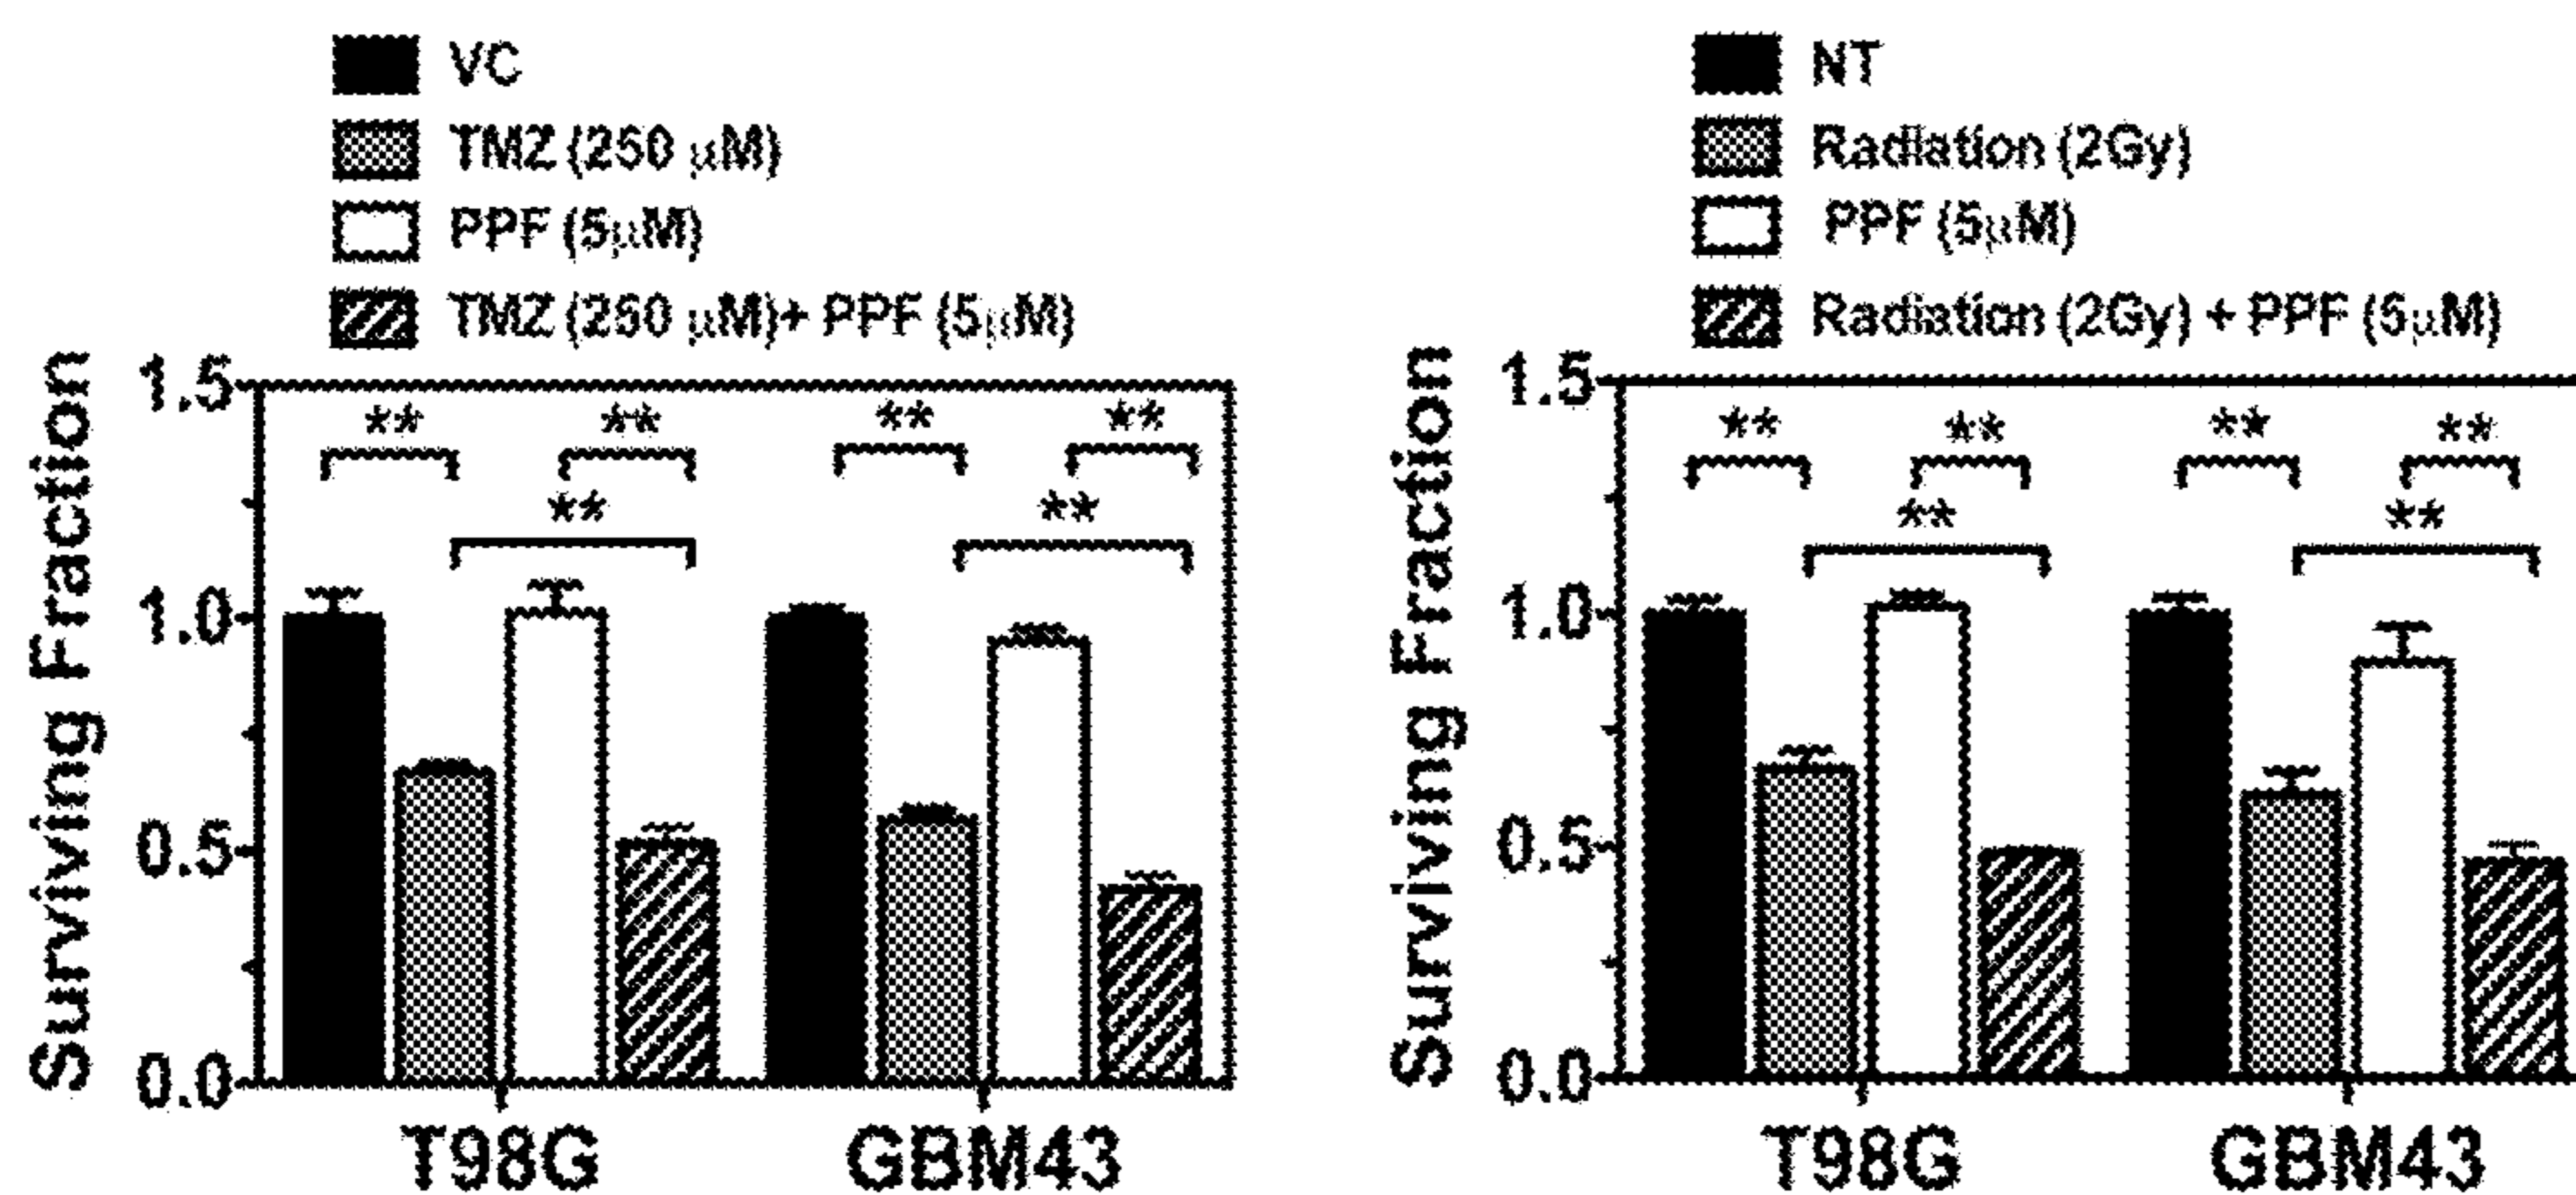 VC
TMZ (250 µM)
PPF (5µM)
TMZ (250 µM)+ PPF (5µM)
Surviving Fraction
1.5
1.0
0.5
0.0
** **
**
** **
**
T98G GBM43
NT
Radiation (2Gy)
PPF (5µM)
Radiation (2Gy) + PPF (5µM)
Surviving Fraction
1.5
1.0
0.5
0.0
** **
**
** **
**
T98G GBM43